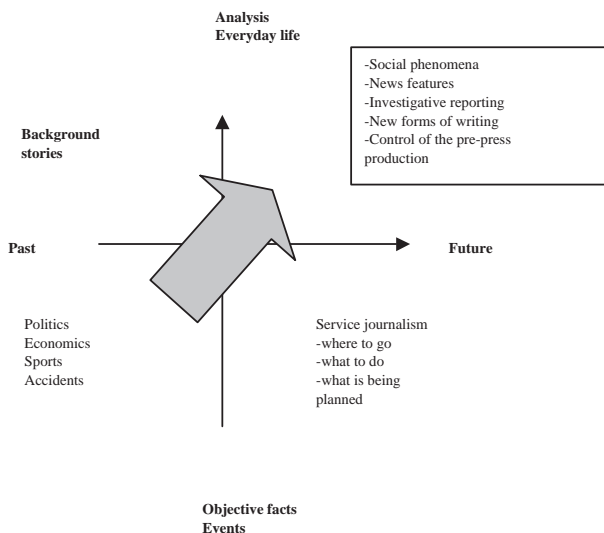 Analysis
Everyday life
-Social phenomena
-News features
-Investigative reporting
-New forms of writing
-Control of the pre-press
production
Background
stories
Past
Future
Politics
Economics
Sports
Accidents
Service journalism
-where to go
-what to do
-what is being
planned
Objective facts
Events